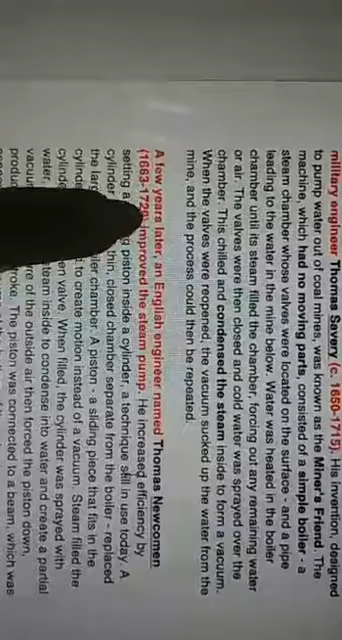 military engineer Thomas Savery (c. 1650-1715). His invention, designed
to pump water out of coal mines, was known as the Miner's Friend. The
machine, which had no moving parts, consisted of a simple boiler - a
steam chamber whose valves were located on the surface - and a pipe
leading to the water in the mine below. Water was heated in the boiler
chamber until its steam filled the chamber, forcing out any remaining water
or air. The valves were then closed and cold water was sprayed over the
chamber. This chilled and condensed the steam inside to form a vacuum.
When the valves were reopened, the vacuum sucked up the water from the
mine, and the process could then be repeated.
A few years later, an English engineer named Thomas Newcomen
(1663-1729) improved the steam pump. He increased efficiency by
setting a piston inside a cylinder, a technique still in use today. A
cylinder thin, closed chamber separate from the boiler - replaced
the larg chamber. A piston - a sliding piece that fits in the
cylinde to create motion instead of a vacuum. Steam filled the
cylinde valve. When filled, the cylinder was sprayed with
water, steam inside to condense into water and create a partial
vacuum of the outside air then forced the piston down,
produc The piston was connected to a beam, which was